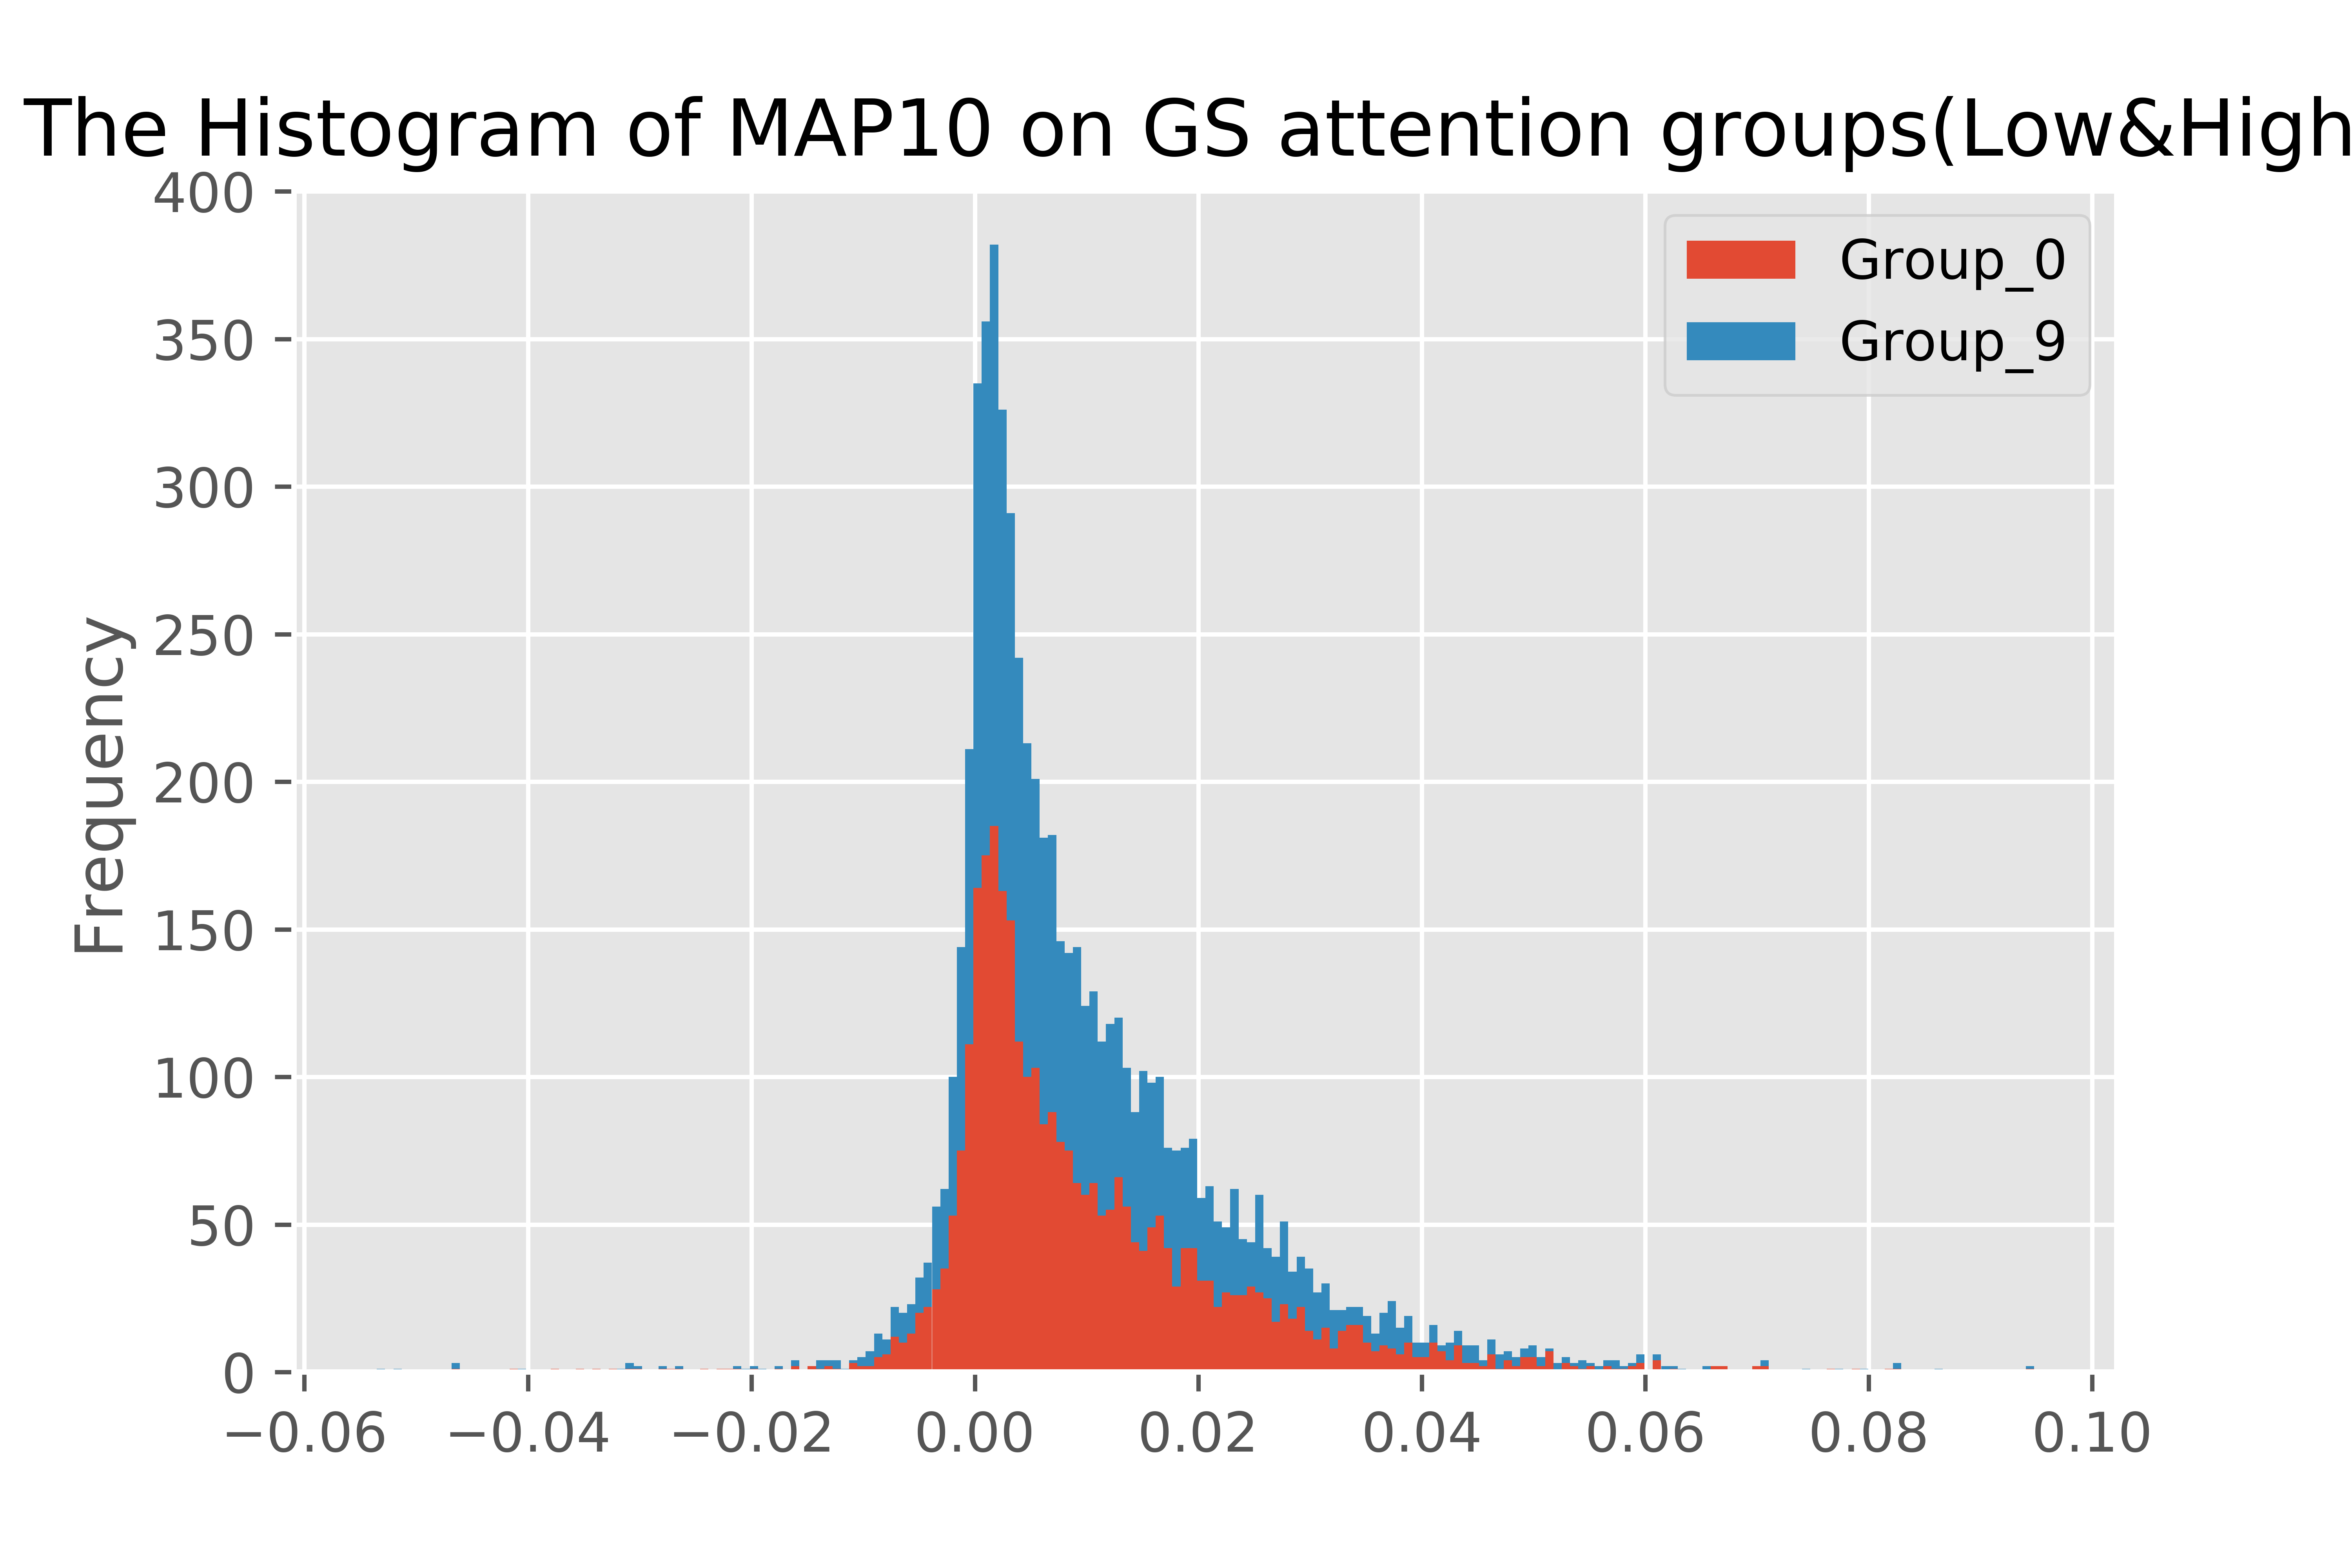 The Histogram of MAP10 on GS attention groups(Low&High
400
350
300
250
200
150
100
50
0
Frequency
Group_0
Group_9
−0.06 −0.04 −0.02 0.00 0.02 0.04 0.06 0.08 0.10